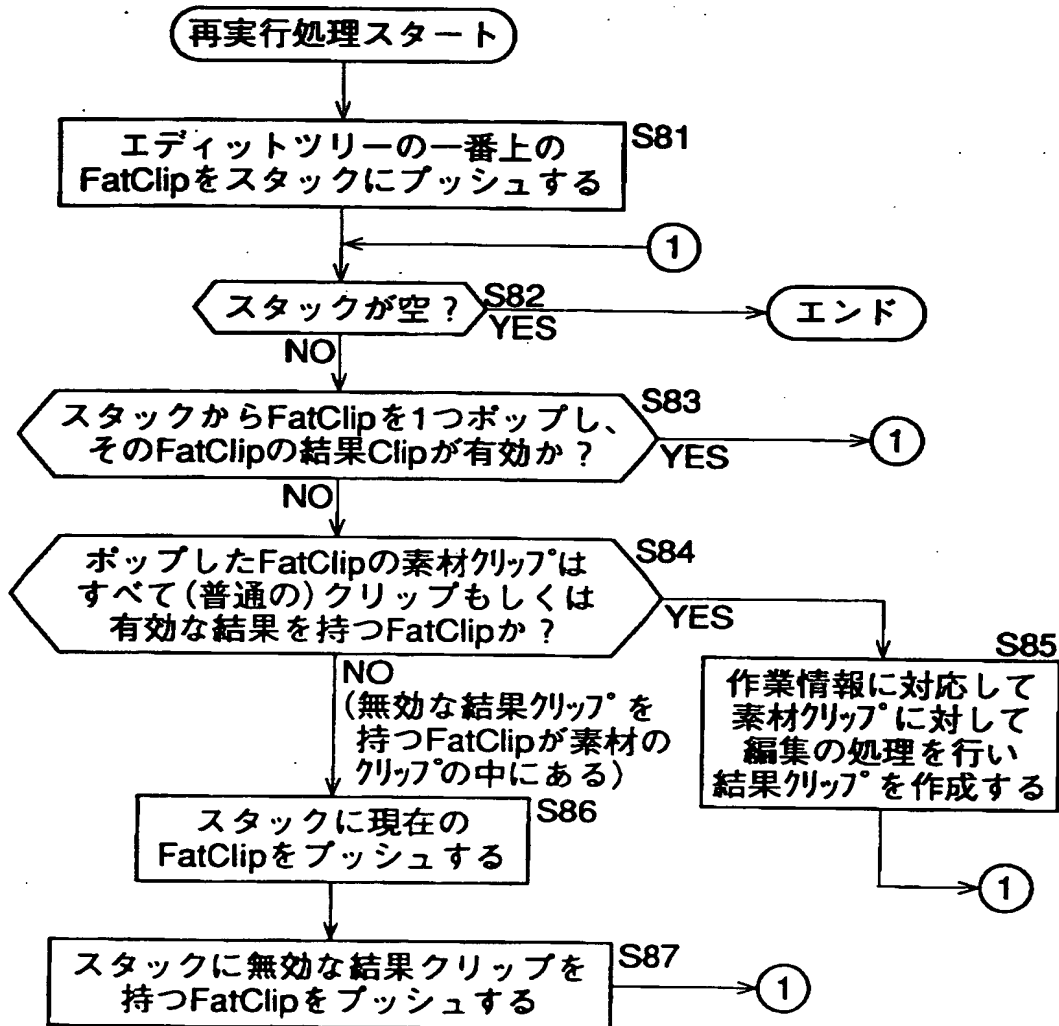 再実行処理スタート
S81
エディットツリーの一番上の
FatClipをスタックにプッシュする
1
スタックが空?
S82
YES
エンド
NO
S83
スタックからFatClipを1つポップし、
そのFatClipの結果Clipが有効か?
YES
1
NO
S84
ポップしたFatClipの素材クリップは
すべて(普通の)クリップもしくは
有効な結果を持つFatClipか?
YES
S85
作業情報に対応して
素材クリップに対して
編集の処理を行い
結果クリップを作成する
1
NO
(無効な結果クリップを
持つFatClipが素材の
クリップの中にある)
S86
スタックに現在の
FatClipをプッシュする
S87
スタックに無効な結果クリップを
持つFatClipをプッシュする
1